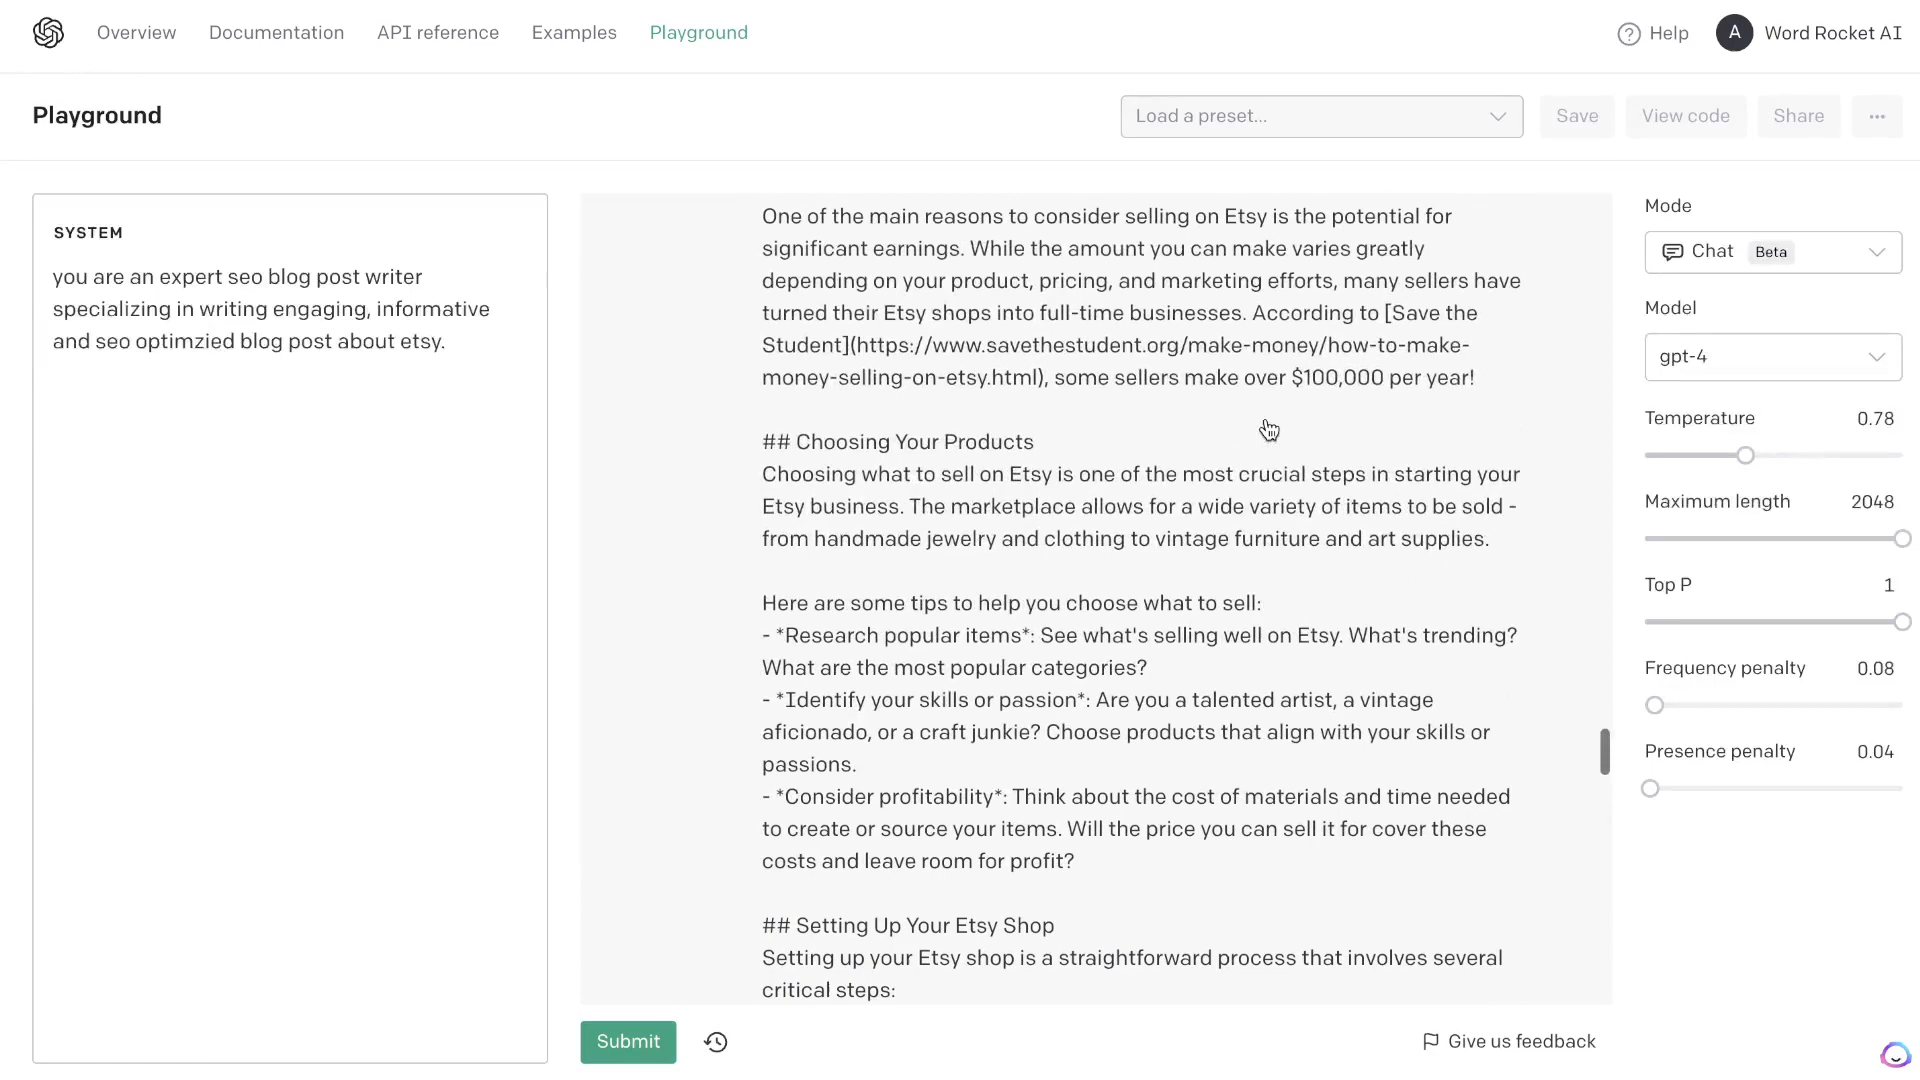 Overview Documentation API reference Examples Playground Help A Word Rocket AI
Playground Load a preset... Save View code Share
SYSTEM
you are an expert seo blog post writer
specializing in writing engaging, informative
and seo optimzied blog post about etsy.
One of the main reasons to consider selling on Etsy is the potential for
significant earnings. While the amount you can make varies greatly
depending on your product, pricing, and marketing efforts, many sellers have
turned their Etsy shops into full-time businesses. According to [Save the
Student](https://www.savethestudent.org/make-money/how-to-make-
money-selling-on-etsy.html), some sellers make over $100,000 per year!
## Choosing Your Products
Choosing what to sell on Etsy is one of the most crucial steps in starting your
Etsy business. The marketplace allows for a wide variety of items to be sold -
from handmade jewelry and clothing to vintage furniture and art supplies.
Here are some tips to help you choose what to sell:
- *Research popular items*: See what's selling well on Etsy. What's trending?
What are the most popular categories?
- *Identify your skills or passion*: Are you a talented artist, a vintage
aficionado, or a craft junkie? Choose products that align with your skills or
passions.
- *Consider profitability*: Think about the cost of materials and time needed
to create or source your items. Will the price you can sell it for cover these
costs and leave room for profit?
## Setting Up Your Etsy Shop
Setting up your Etsy shop is a straightforward process that involves several
critical steps:
Submit
Give us feedback
Mode
Chat Beta
Model
gpt-4
Temperature 0.78
Maximum length 2048
Top P 1
Frequency penalty 0.08
Presence penalty 0.04